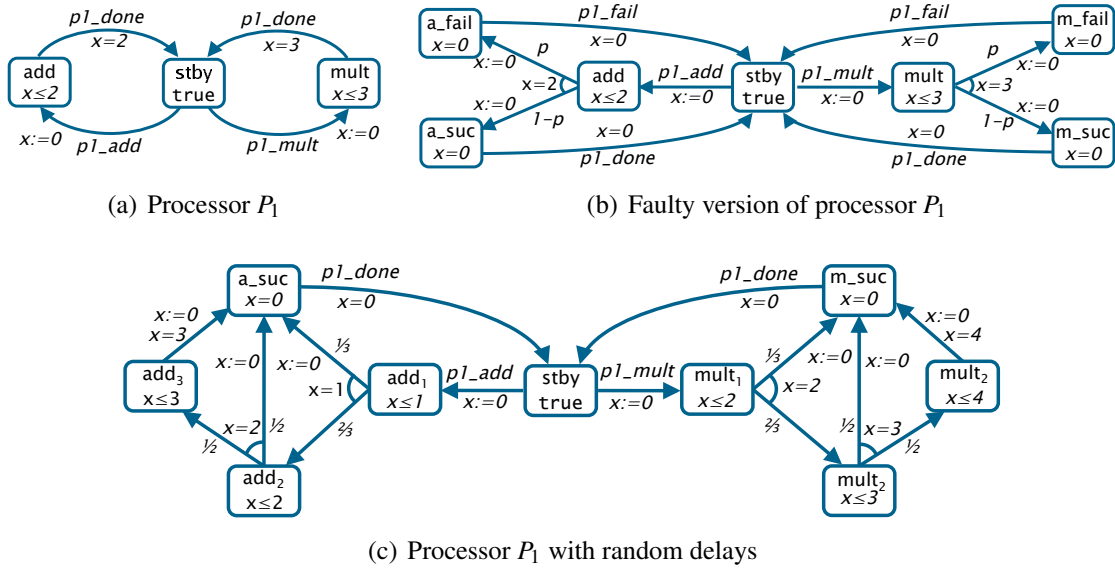 p1_done
x=2
p1_done
x=3
add
x≤2
stby
true
mult
x≤3
x:=0
p1_add
p1_mult
x:=0
(a) Processor P1
a_fail
x=0
p1_fail
x=0
p1_fail
x=0
m_fail
x=0
p
x:=0
p
x:=0
x=2
add
x≤2
p1_add
x:=0
stby
true
p1_mult
x:=0
mult
x≤3
x=3
x:=0
1-p
x:=0
1-p
a_suc
x=0
x=0
p1_done
x=0
p1_done
m_suc
x=0
(b) Faulty version of processor P1
a_suc
x=0
p1_done
x=0
p1_done
x=0
m_suc
x=0
x:=0
x=3
x:=0
x:=0
⅓
⅓
x:=0
x:=0
x:=0
x=4
add3
x≤3
x=1
add1
x≤1
p1_add
x:=0
stby
true
p1_mult
x:=0
mult1
x≤2
x=2
mult2
x≤4
½
x=2
½
⅔
⅔
½
x=3
½
add2
x≤2
mult2
x≤3
(c) Processor P1 with random delays